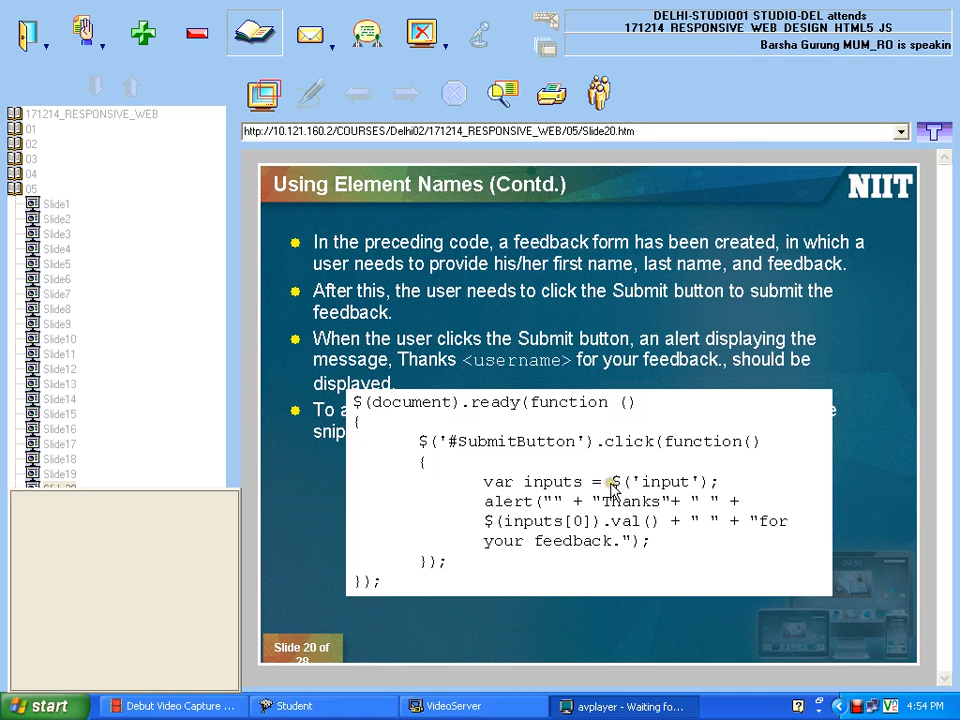 DELHI-STUDIO01 STUDIO-DEL attends
171214_RESPONSIVE_WEB_DESIGN_HTML5_JS
Barsha Gurung MUM_RO is speakin
http://10.121.160.2/COURSES/Delhi02/171214_RESPONSIVE_WEB/05/Slide20.htm
T
171214_RESPONSIVE_WEB
01
02
03
04
05
Slide1
Slide2
Slide3
Slide4
Slide5
Slide6
Slide7
Slide8
Slide9
Slide10
Slide11
Slide12
Slide13
Slide14
Slide15
Slide16
Slide17
Slide18
Slide19
Using Element Names (Contd.)
NIIT
In the preceding code, a feedback form has been created, in which a
user needs to provide his/her first name, last name, and feedback.
After this, the user needs to click the Submit button to submit the
feedback.
When the user clicks the Submit button, an alert displaying the
message, Thanks <username> for your feedback., should be
displayed.
To a
snip
$(document).ready(function ()
{
$('#SubmitButton').click(function()
{
var inputs = $('input');
alert("" + "Thanks"+ " " +
$(inputs[0]).val() + " " + "for
your feedback.");
});
});
09:30
Slide 20 of
28
start
Debut Video Capture ...
Student
VideoServer
avplayer - Waiting fo...
4:54 PM